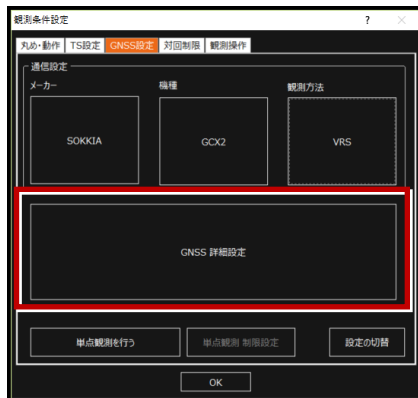 観測条件設定 ? ×
丸め・動作 TS設定 GNSS設定 対回制限 観測操作
通信設定
メーカー 機種 観測方法
SOKKIA GCX2 VRS
GNSS 詳細設定
単点観測を行う 単点観測 制限設定 設定の切替
OK